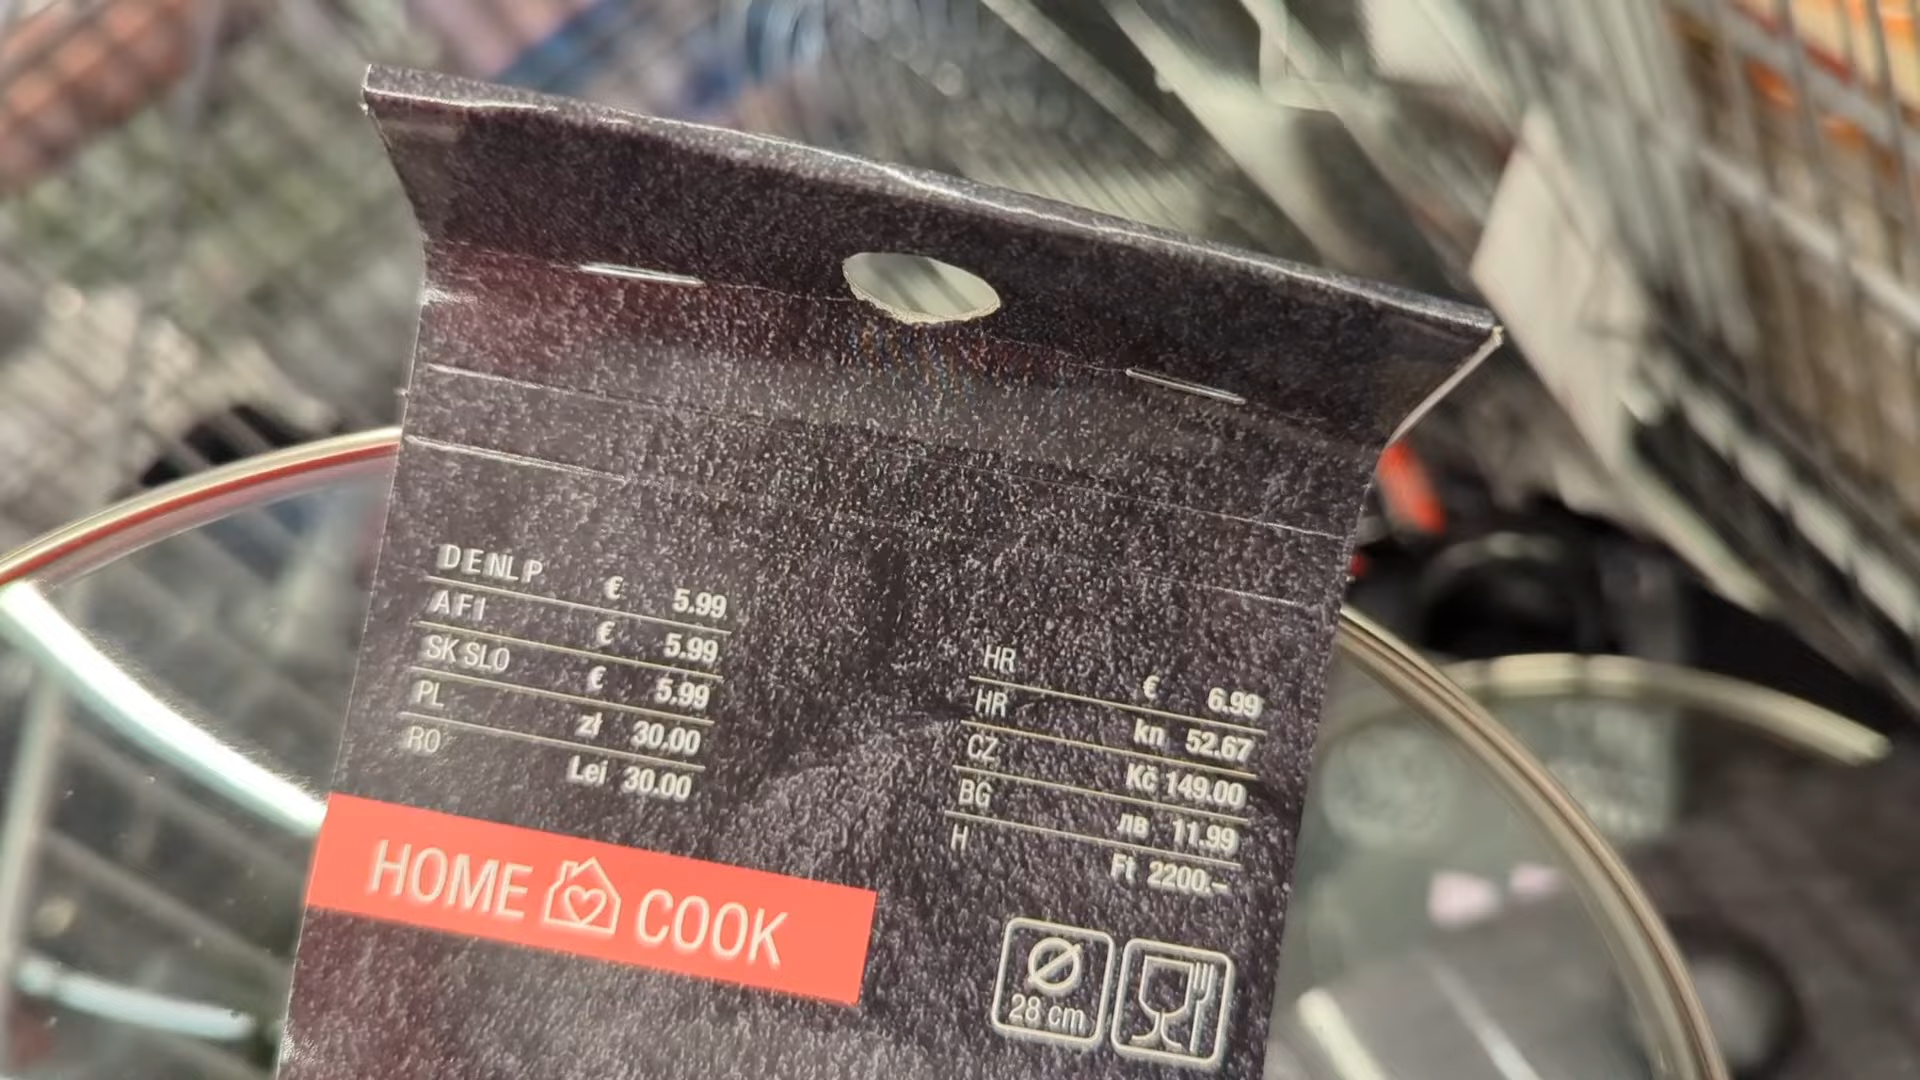 DENLP € 5.99
AFI € 5.99
SK SLO € 5.99
PL zł 30.00
RO Lei 30.00
HR € 6.99
HR kn 52.67
CZ Kč 149.00
BG лв 11.99
H Ft 2200.–
HOME COOK
28 cm